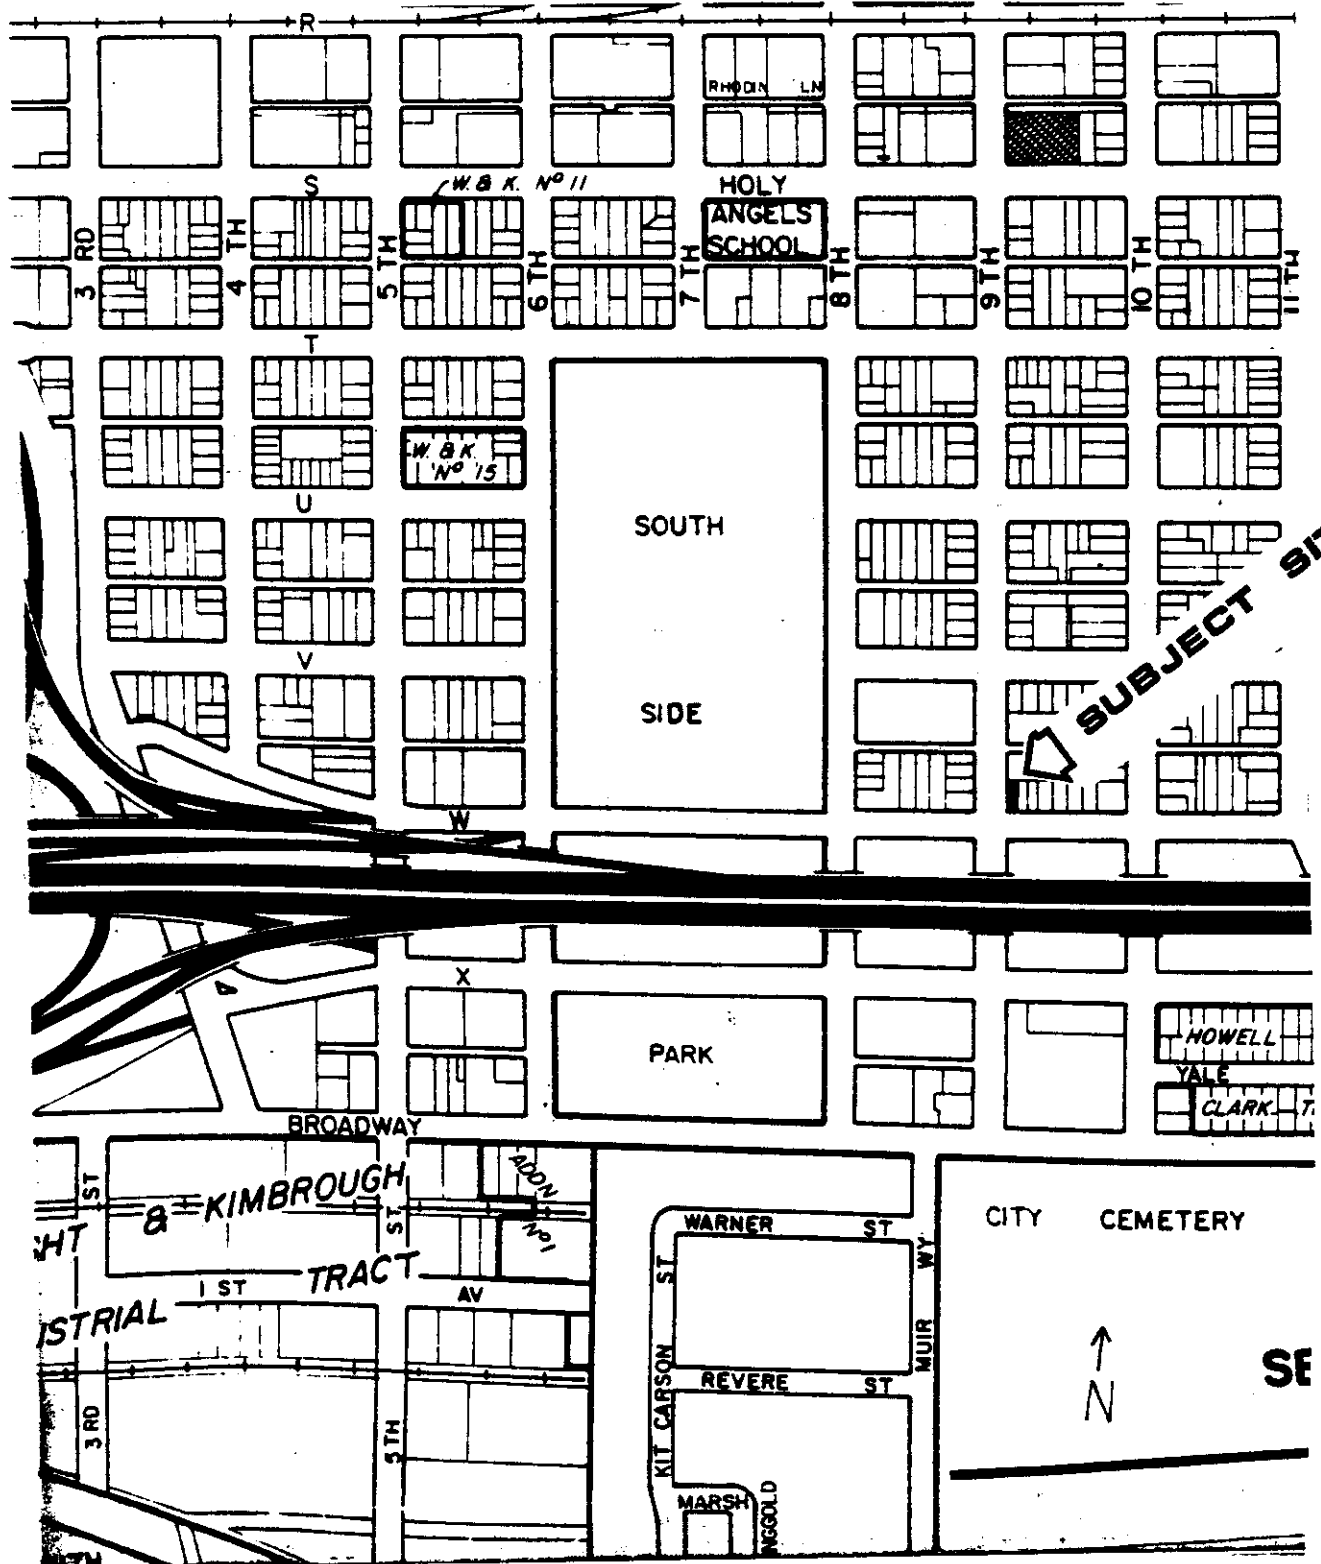 R
RHODIN LN
S
W. & K. Nº 11
HOLY
ANGELS
SCHOOL
3 RD
4 TH
5 TH
6 TH
7 TH
8 TH
9 TH
10 TH
11 TH
T
W. & K.
Nº 15
U
SOUTH
SUBJECT
V
SIDE
W
X
PARK
HOWELL
YALE
CLARK
BROADWAY
ST
& KIMBROUGH
ADDN
Nº 1
ST
WARNER ST
CITY CEMETERY
TRACT
ST
MUIR WY
1 ST
AV
KIT CARSON
REVERE ST
N
3 RD
5 TH
MARSH